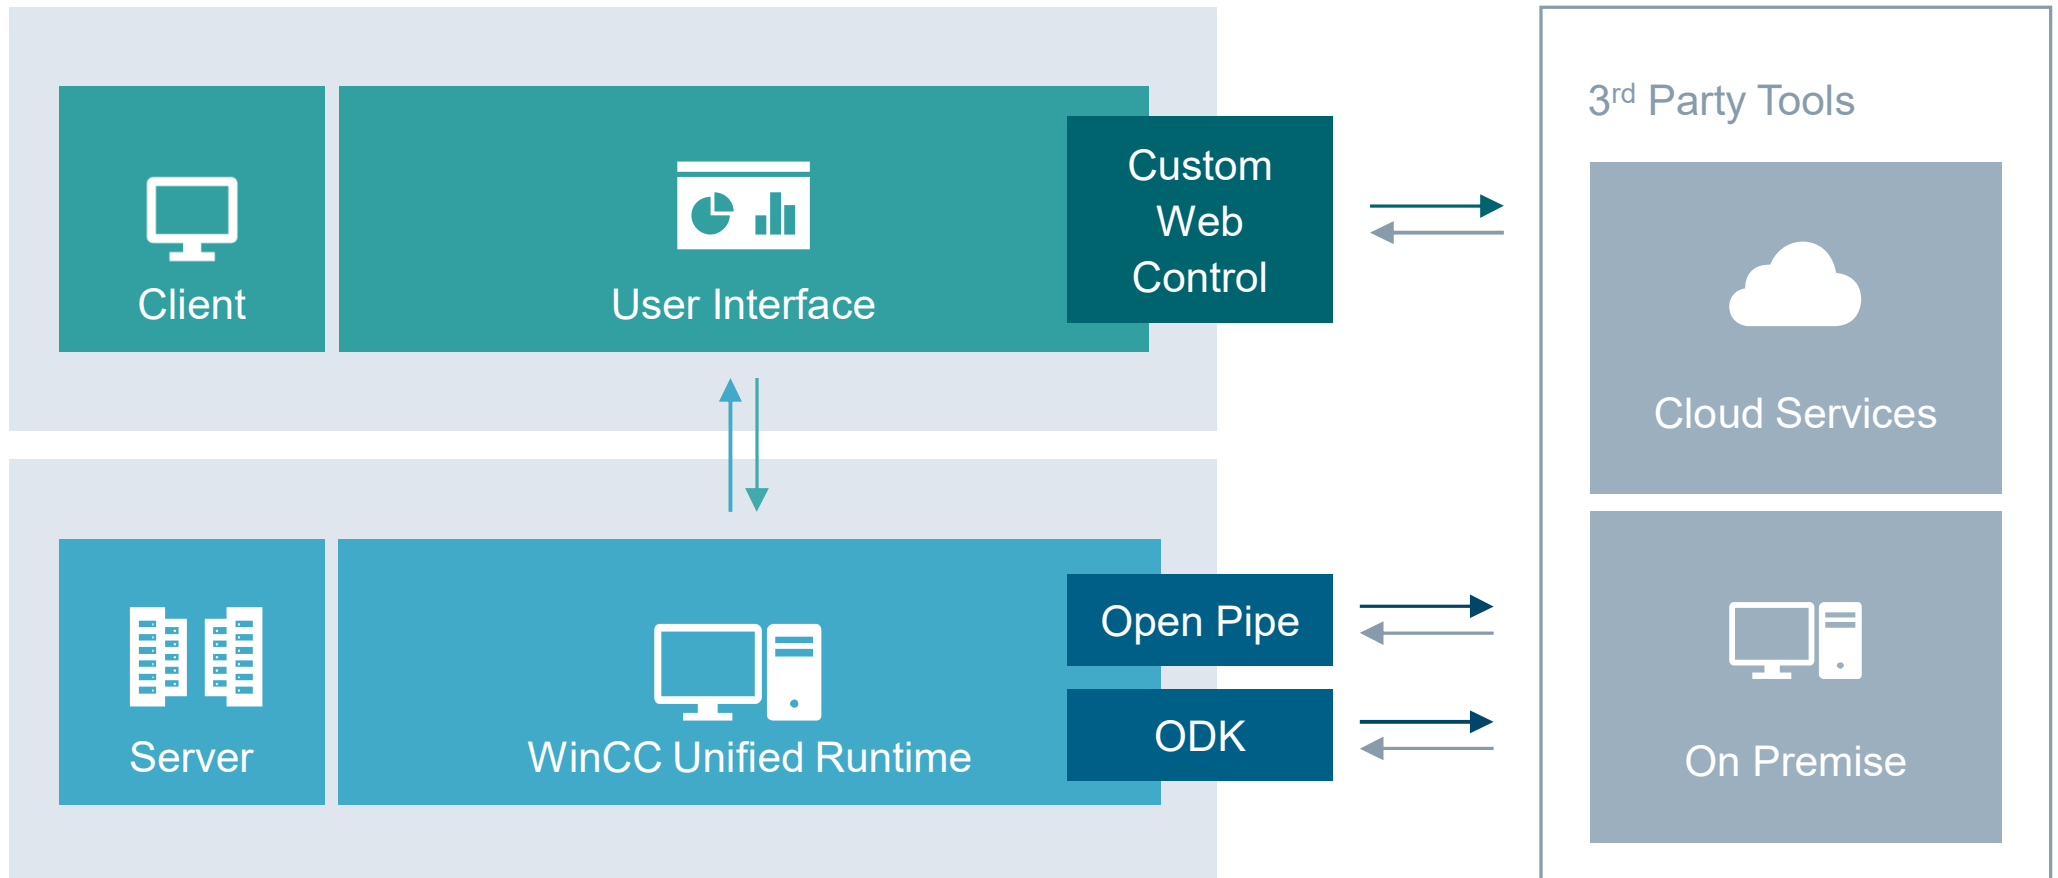 Client
User Interface
Custom
Web
Control
Server
WinCC Unified Runtime
Open Pipe
ODK
3rd Party Tools
Cloud Services
On Premise